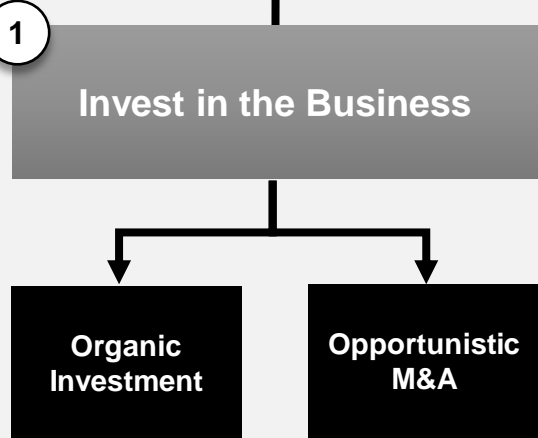 1
Invest in the Business
Organic
Investment
Opportunistic
M&A